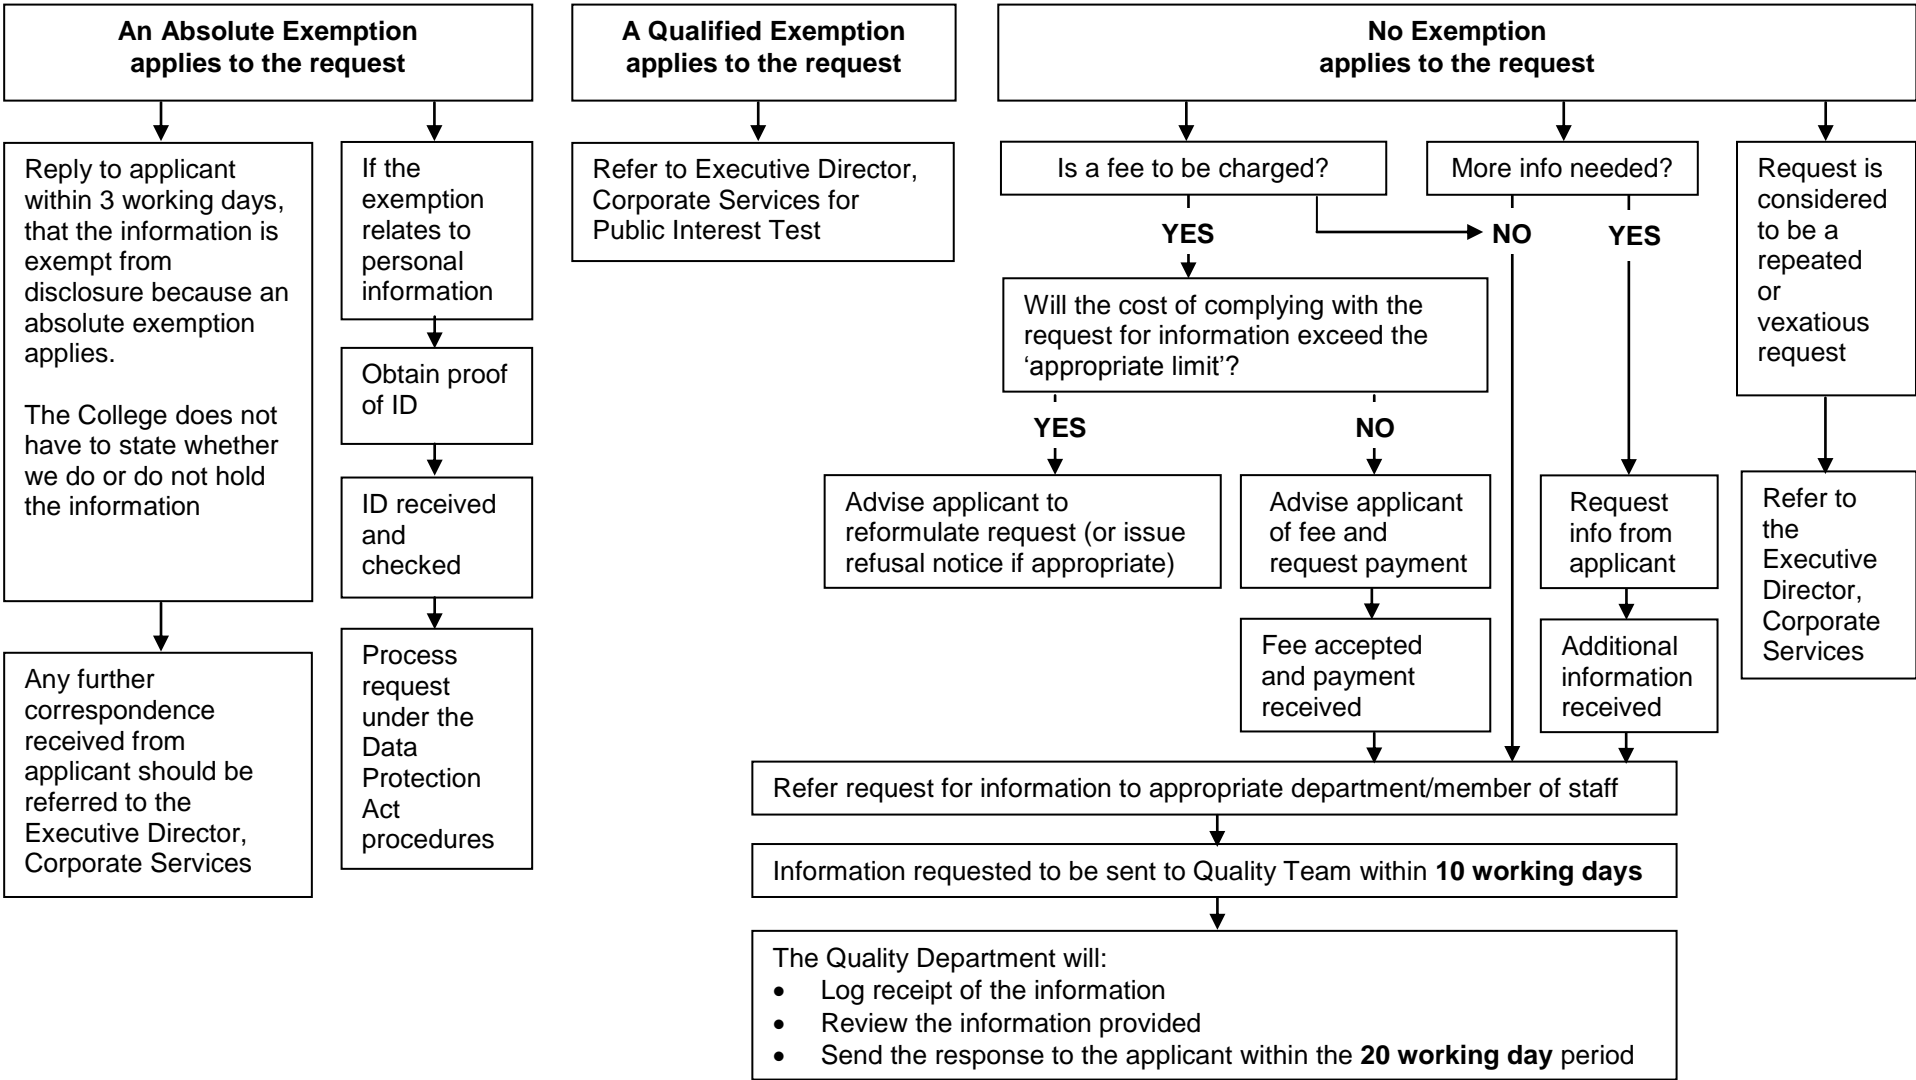 An Absolute Exemption
applies to the request
Reply to applicant
within 3 working days,
that the information is
exempt from
disclosure because an
absolute exemption
applies.
The College does not
have to state whether
we do or do not hold
the information
Any further
correspondence
received from
applicant should be
referred to the
Executive Director,
Corporate Services
If the
exemption
relates to
personal
information
Obtain proof
of ID
ID received
and
checked
Process
request
under the
Data
Protection
Act
procedures
A Qualified Exemption
applies to the request
Refer to Executive Director,
Corporate Services for
Public Interest Test
No Exemption
applies to the request
Is a fee to be charged?
YES
NO
Will the cost of complying with the
request for information exceed the
‘appropriate limit’?
YES
NO
Advise applicant to
reformulate request (or issue
refusal notice if appropriate)
Advise applicant
of fee and
request payment
Fee accepted
and payment
received
More info needed?
YES
Request
info from
applicant
Additional
information
received
Request is
considered
to be a
repeated
or
vexatious
request
Refer to
the
Executive
Director,
Corporate
Services
Refer request for information to appropriate department/member of staff
Information requested to be sent to Quality Team within 10 working days
The Quality Department will:
• Log receipt of the information
• Review the information provided
• Send the response to the applicant within the 20 working day period